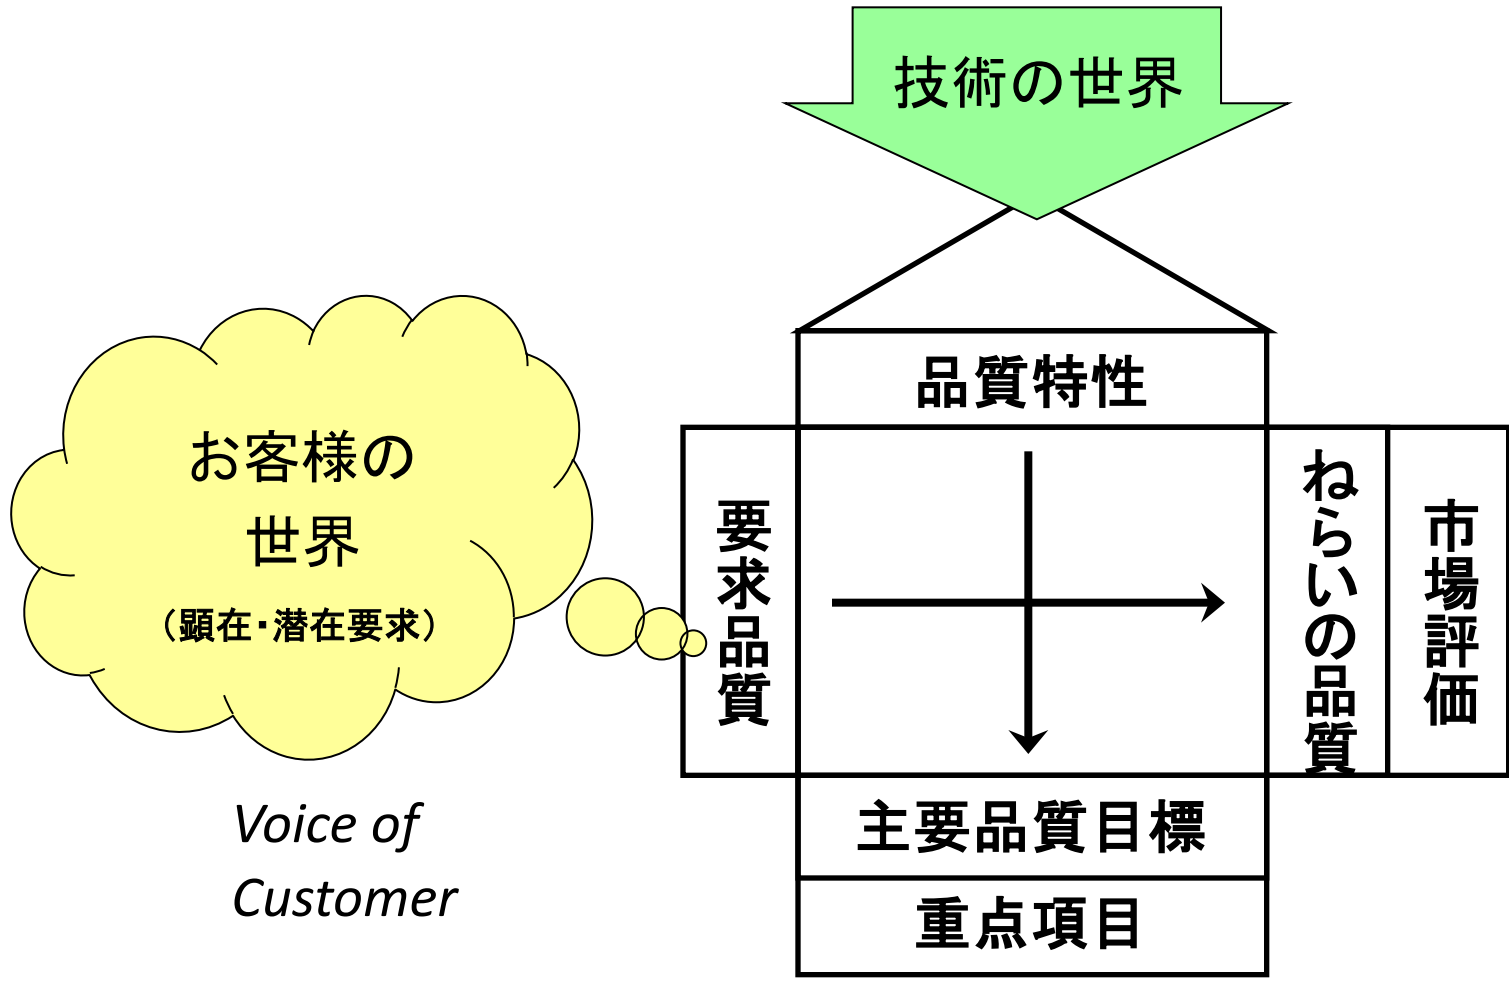 技術の世界
品質特性
お客様の
世界
（顕在・潜在要求）
要求品質
ねらいの品質
市場評価
主要品質目標
重点項目
Voice of
Customer